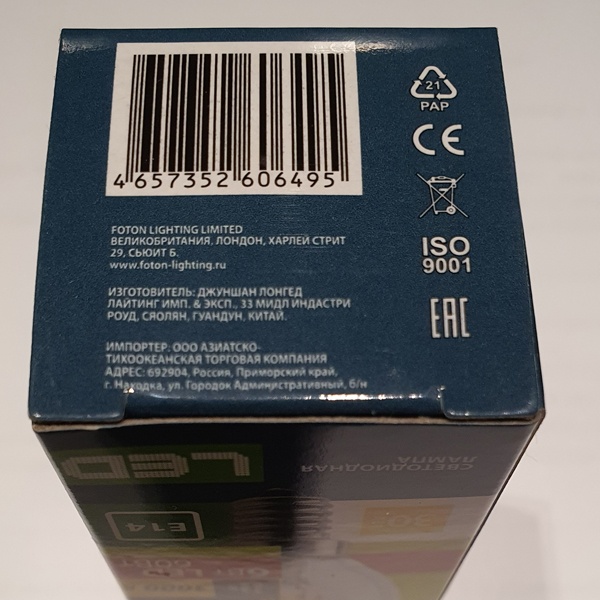 4 657352 606495
21
PAP
CE
FOTON LIGHTING LIMITED
ВЕЛИКОБРИТАНИЯ, ЛОНДОН, ХАРЛЕЙ СТРИТ
29, СЬЮИТ Б.
www.foton-lighting.ru
ISO
9001
ИЗГОТОВИТЕЛЬ: ДЖУНШАН ЛОНГЕД
ЛАЙТИНГ ИМП. & ЭКСП., 33 МИДЛ ИНДАСТРИ
РОУД, СЯОЛЯН, ГУАНДУН, КИТАЙ.
EAC
ИМПОРТЕР: ООО АЗИАТСКО-
ТИХООКЕАНСКАЯ ТОРГОВАЯ КОМПАНИЯ
АДРЕС: 692904, Россия, Приморский край,
г. Находка, ул. Городок Административный, б/н
LED
СВЕТОДИОДНАЯ
ЛАМПА
E14